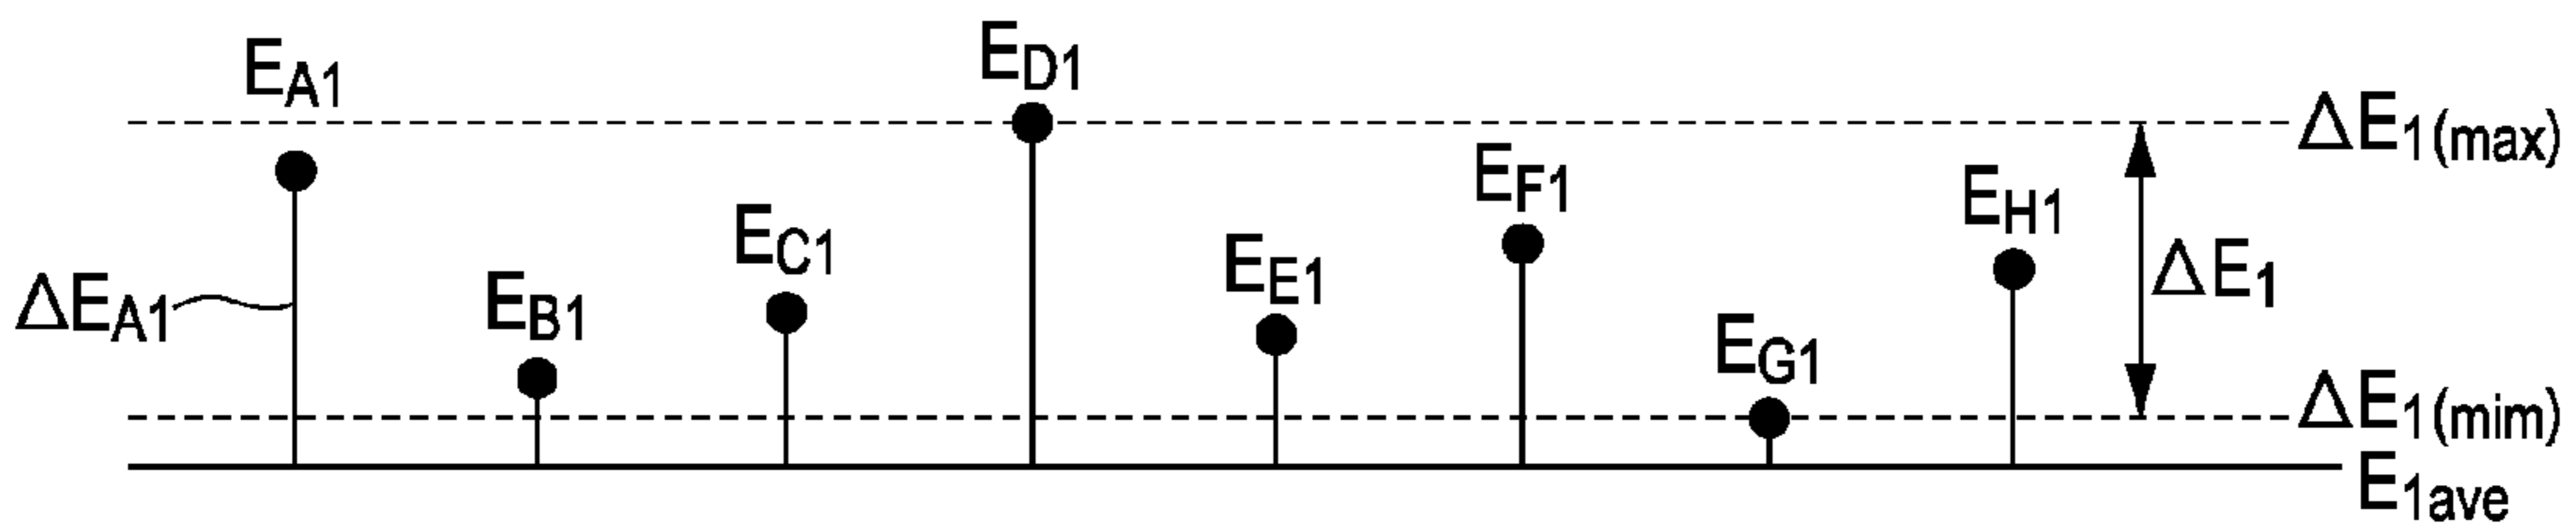 EA1
ED1
ΔE1(max)
EF1
EH1
EC1
EE1
ΔE1
ΔEA1
EB1
EG1
ΔE1(mim)
E1ave